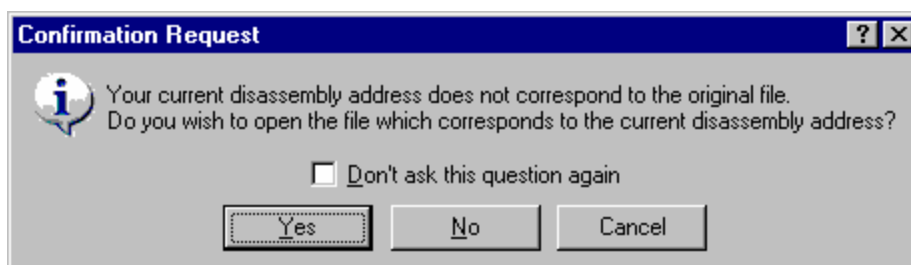 Confirmation Request
Your current disassembly address does not correspond to the original file.
Do you wish to open the file which corresponds to the current disassembly address?
Don't ask this question again
Yes No Cancel